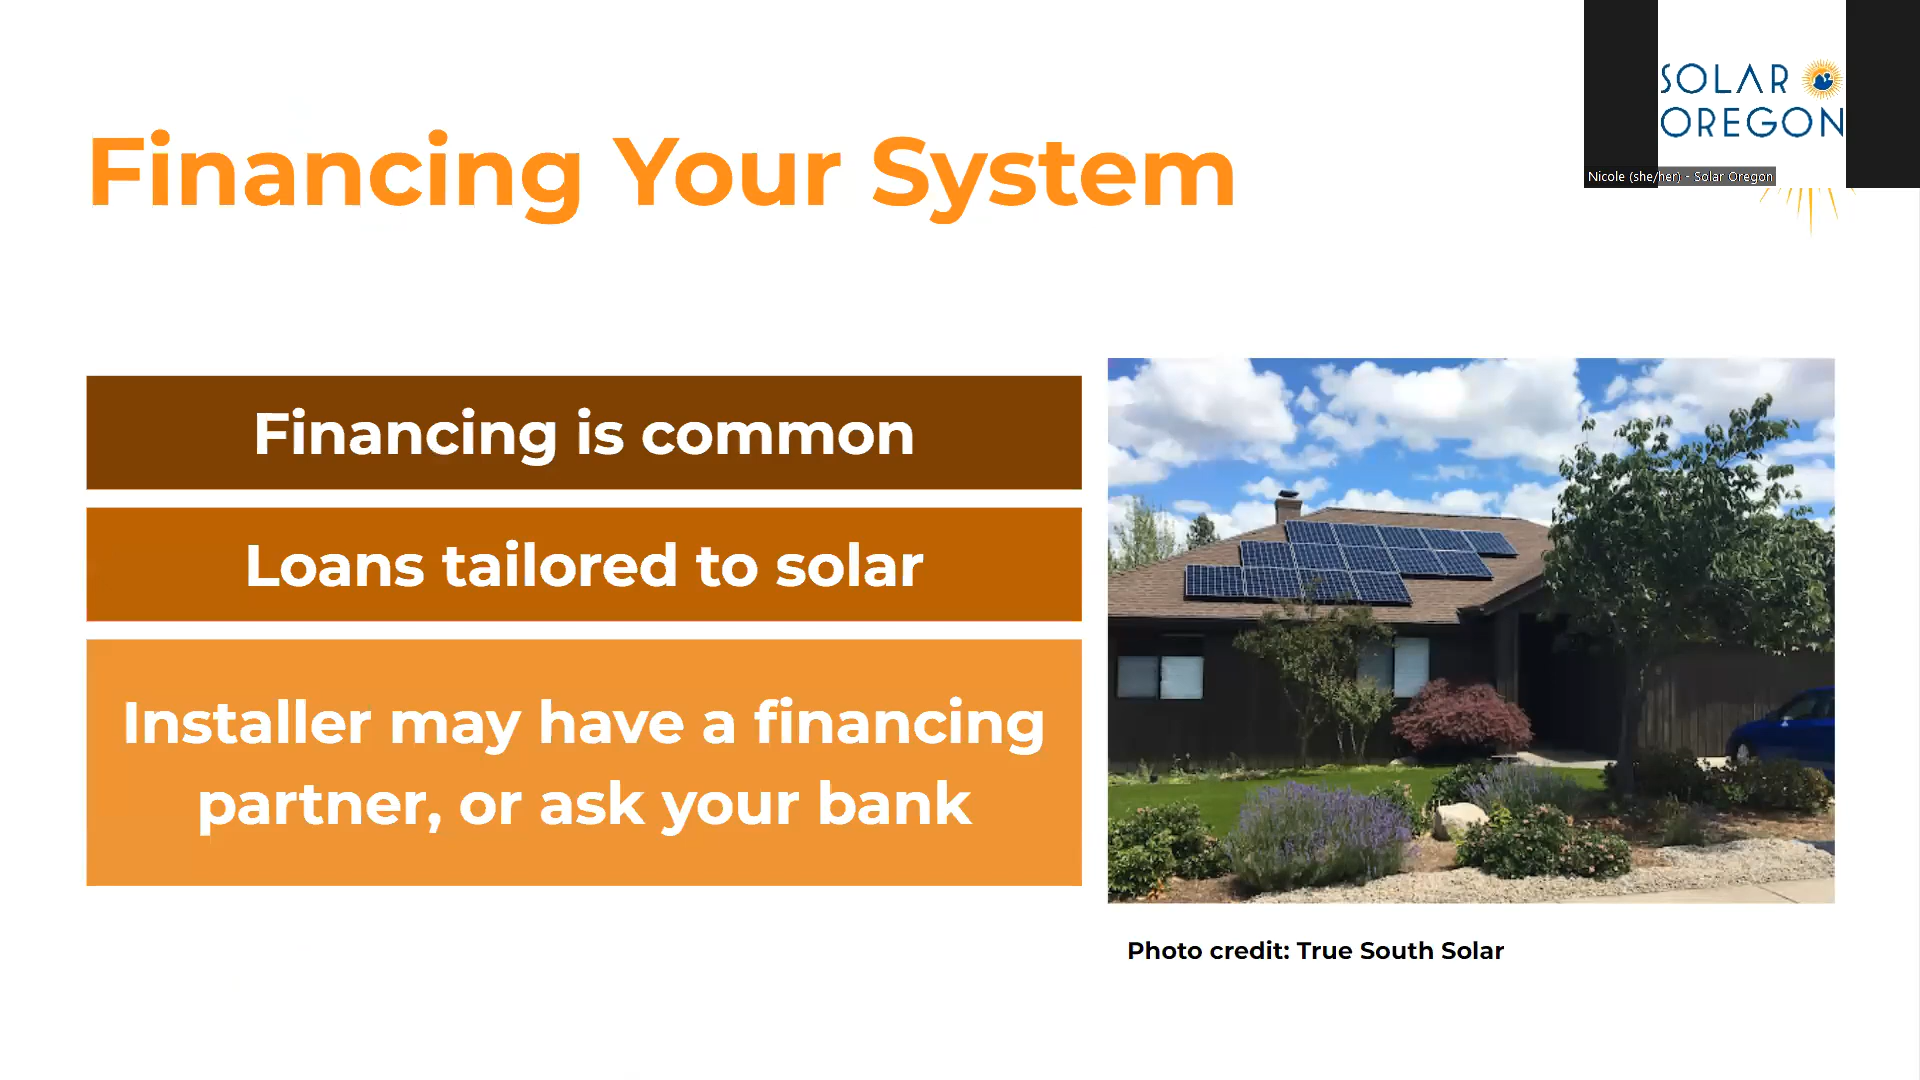 SOLAR
OREGON
Nicole (she/her) - Solar Oregon
Financing Your System
Financing is common
Loans tailored to solar
Installer may have a financing
partner, or ask your bank
Photo credit: True South Solar